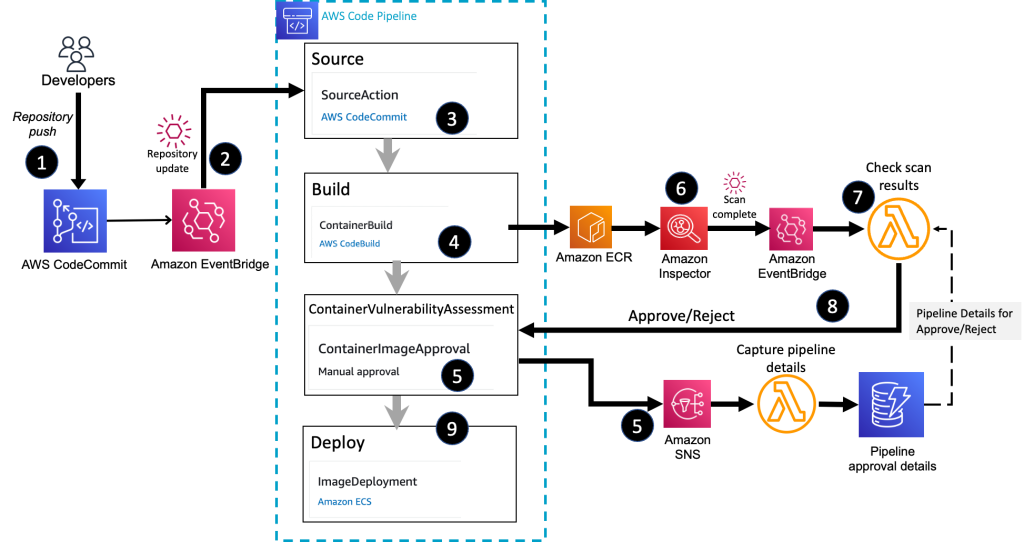 AWS Code Pipeline
Developers
Repository
push
1
AWS CodeCommit
Repository
update
2
Amazon EventBridge
Source
SourceAction
AWS CodeCommit
3
Build
ContainerBuild
AWS CodeBuild
4
ContainerVulnerabilityAssessment
ContainerImageApproval
Manual approval
5
9
Deploy
ImageDeployment
Amazon ECS
Amazon ECR
6
Amazon
Inspector
Scan
complete
Amazon
EventBridge
7
Check scan
results
8
Approve/Reject
Pipeline Details for
Approve/Reject
5
Amazon
SNS
Capture pipeline
details
Pipeline
approval details